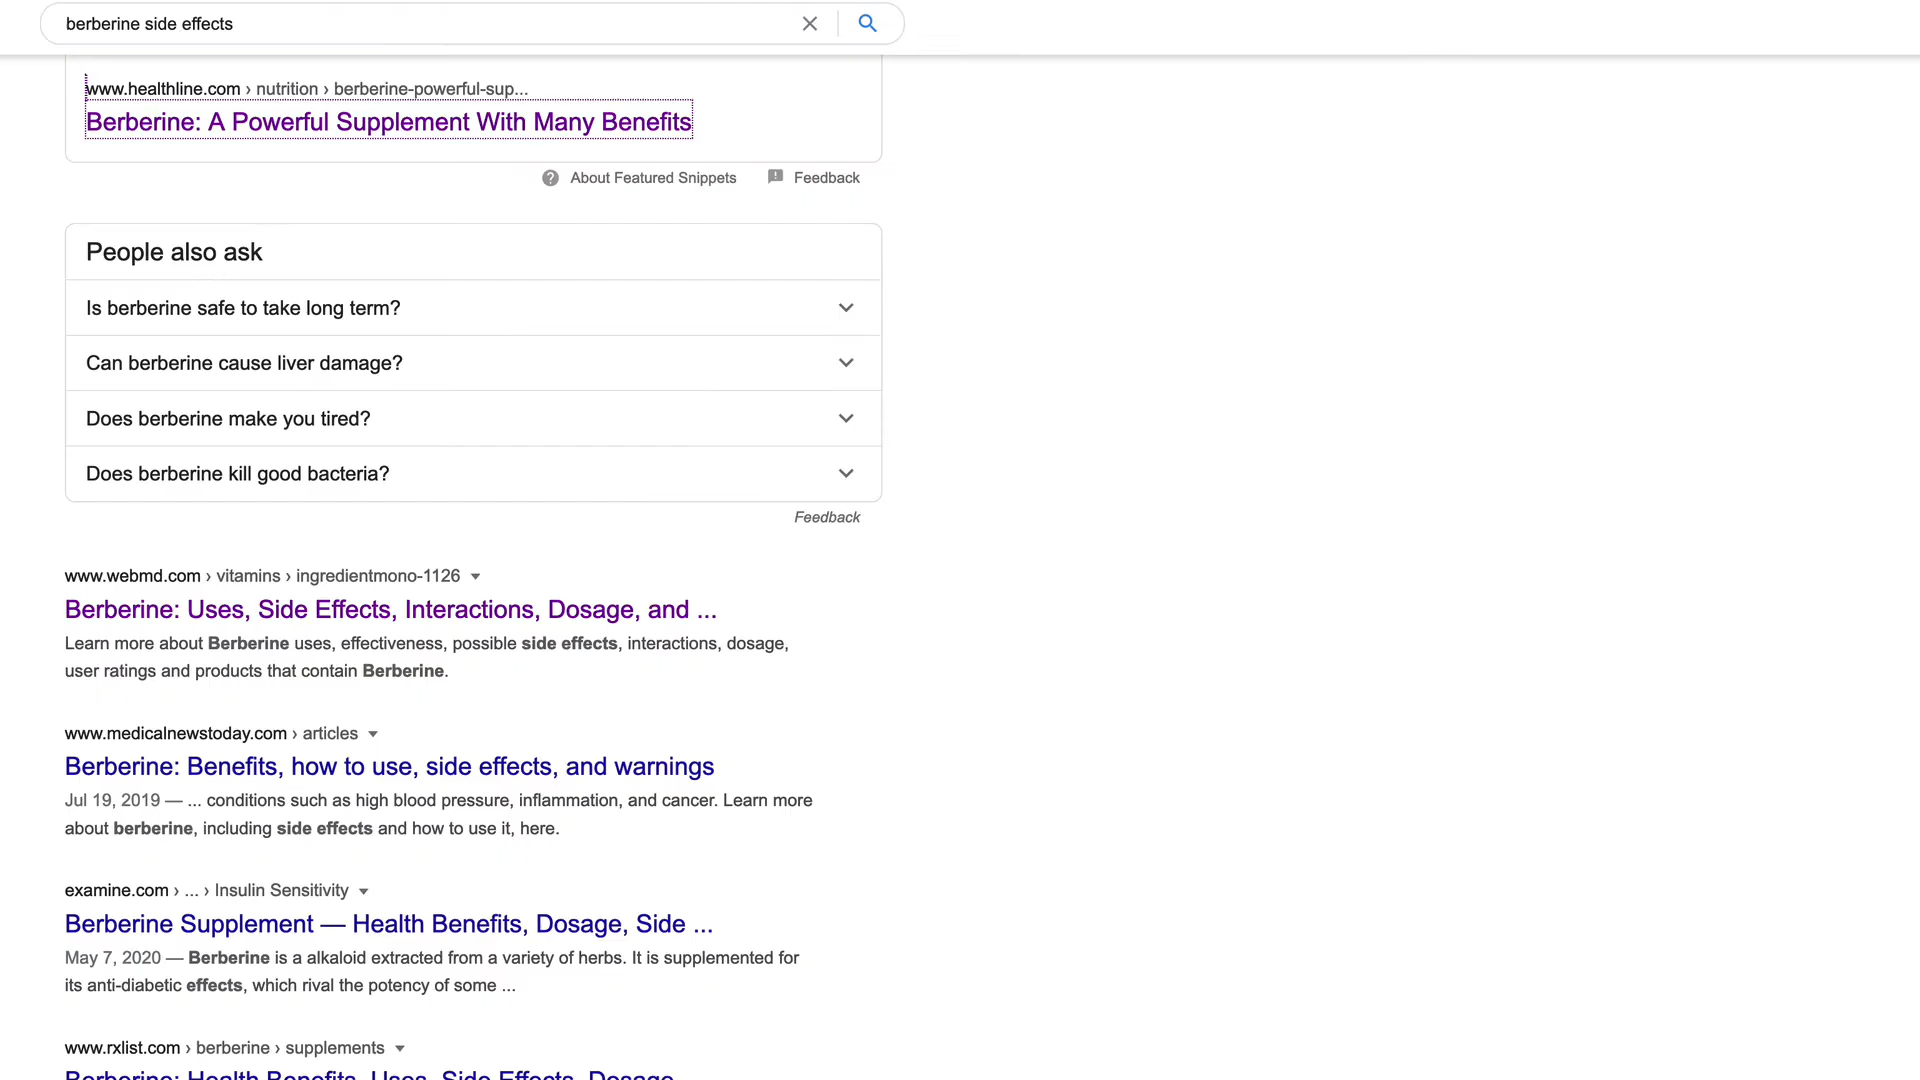 berberine side effects
www.healthline.com › nutrition › berberine-powerful-sup...
Berberine: A Powerful Supplement With Many Benefits
About Featured Snippets Feedback
People also ask
Is berberine safe to take long term?
Can berberine cause liver damage?
Does berberine make you tired?
Does berberine kill good bacteria?
Feedback
www.webmd.com › vitamins › ingredientmono-1126
Berberine: Uses, Side Effects, Interactions, Dosage, and ...
Learn more about Berberine uses, effectiveness, possible side effects, interactions, dosage,
user ratings and products that contain Berberine.
www.medicalnewstoday.com › articles
Berberine: Benefits, how to use, side effects, and warnings
Jul 19, 2019 — ... conditions such as high blood pressure, inflammation, and cancer. Learn more
about berberine, including side effects and how to use it, here.
examine.com › ... › Insulin Sensitivity
Berberine Supplement — Health Benefits, Dosage, Side ...
May 7, 2020 — Berberine is a alkaloid extracted from a variety of herbs. It is supplemented for
its anti-diabetic effects, which rival the potency of some ...
www.rxlist.com › berberine › supplements
Berberine: Health Benefits, Uses, Side Effects, Dosage